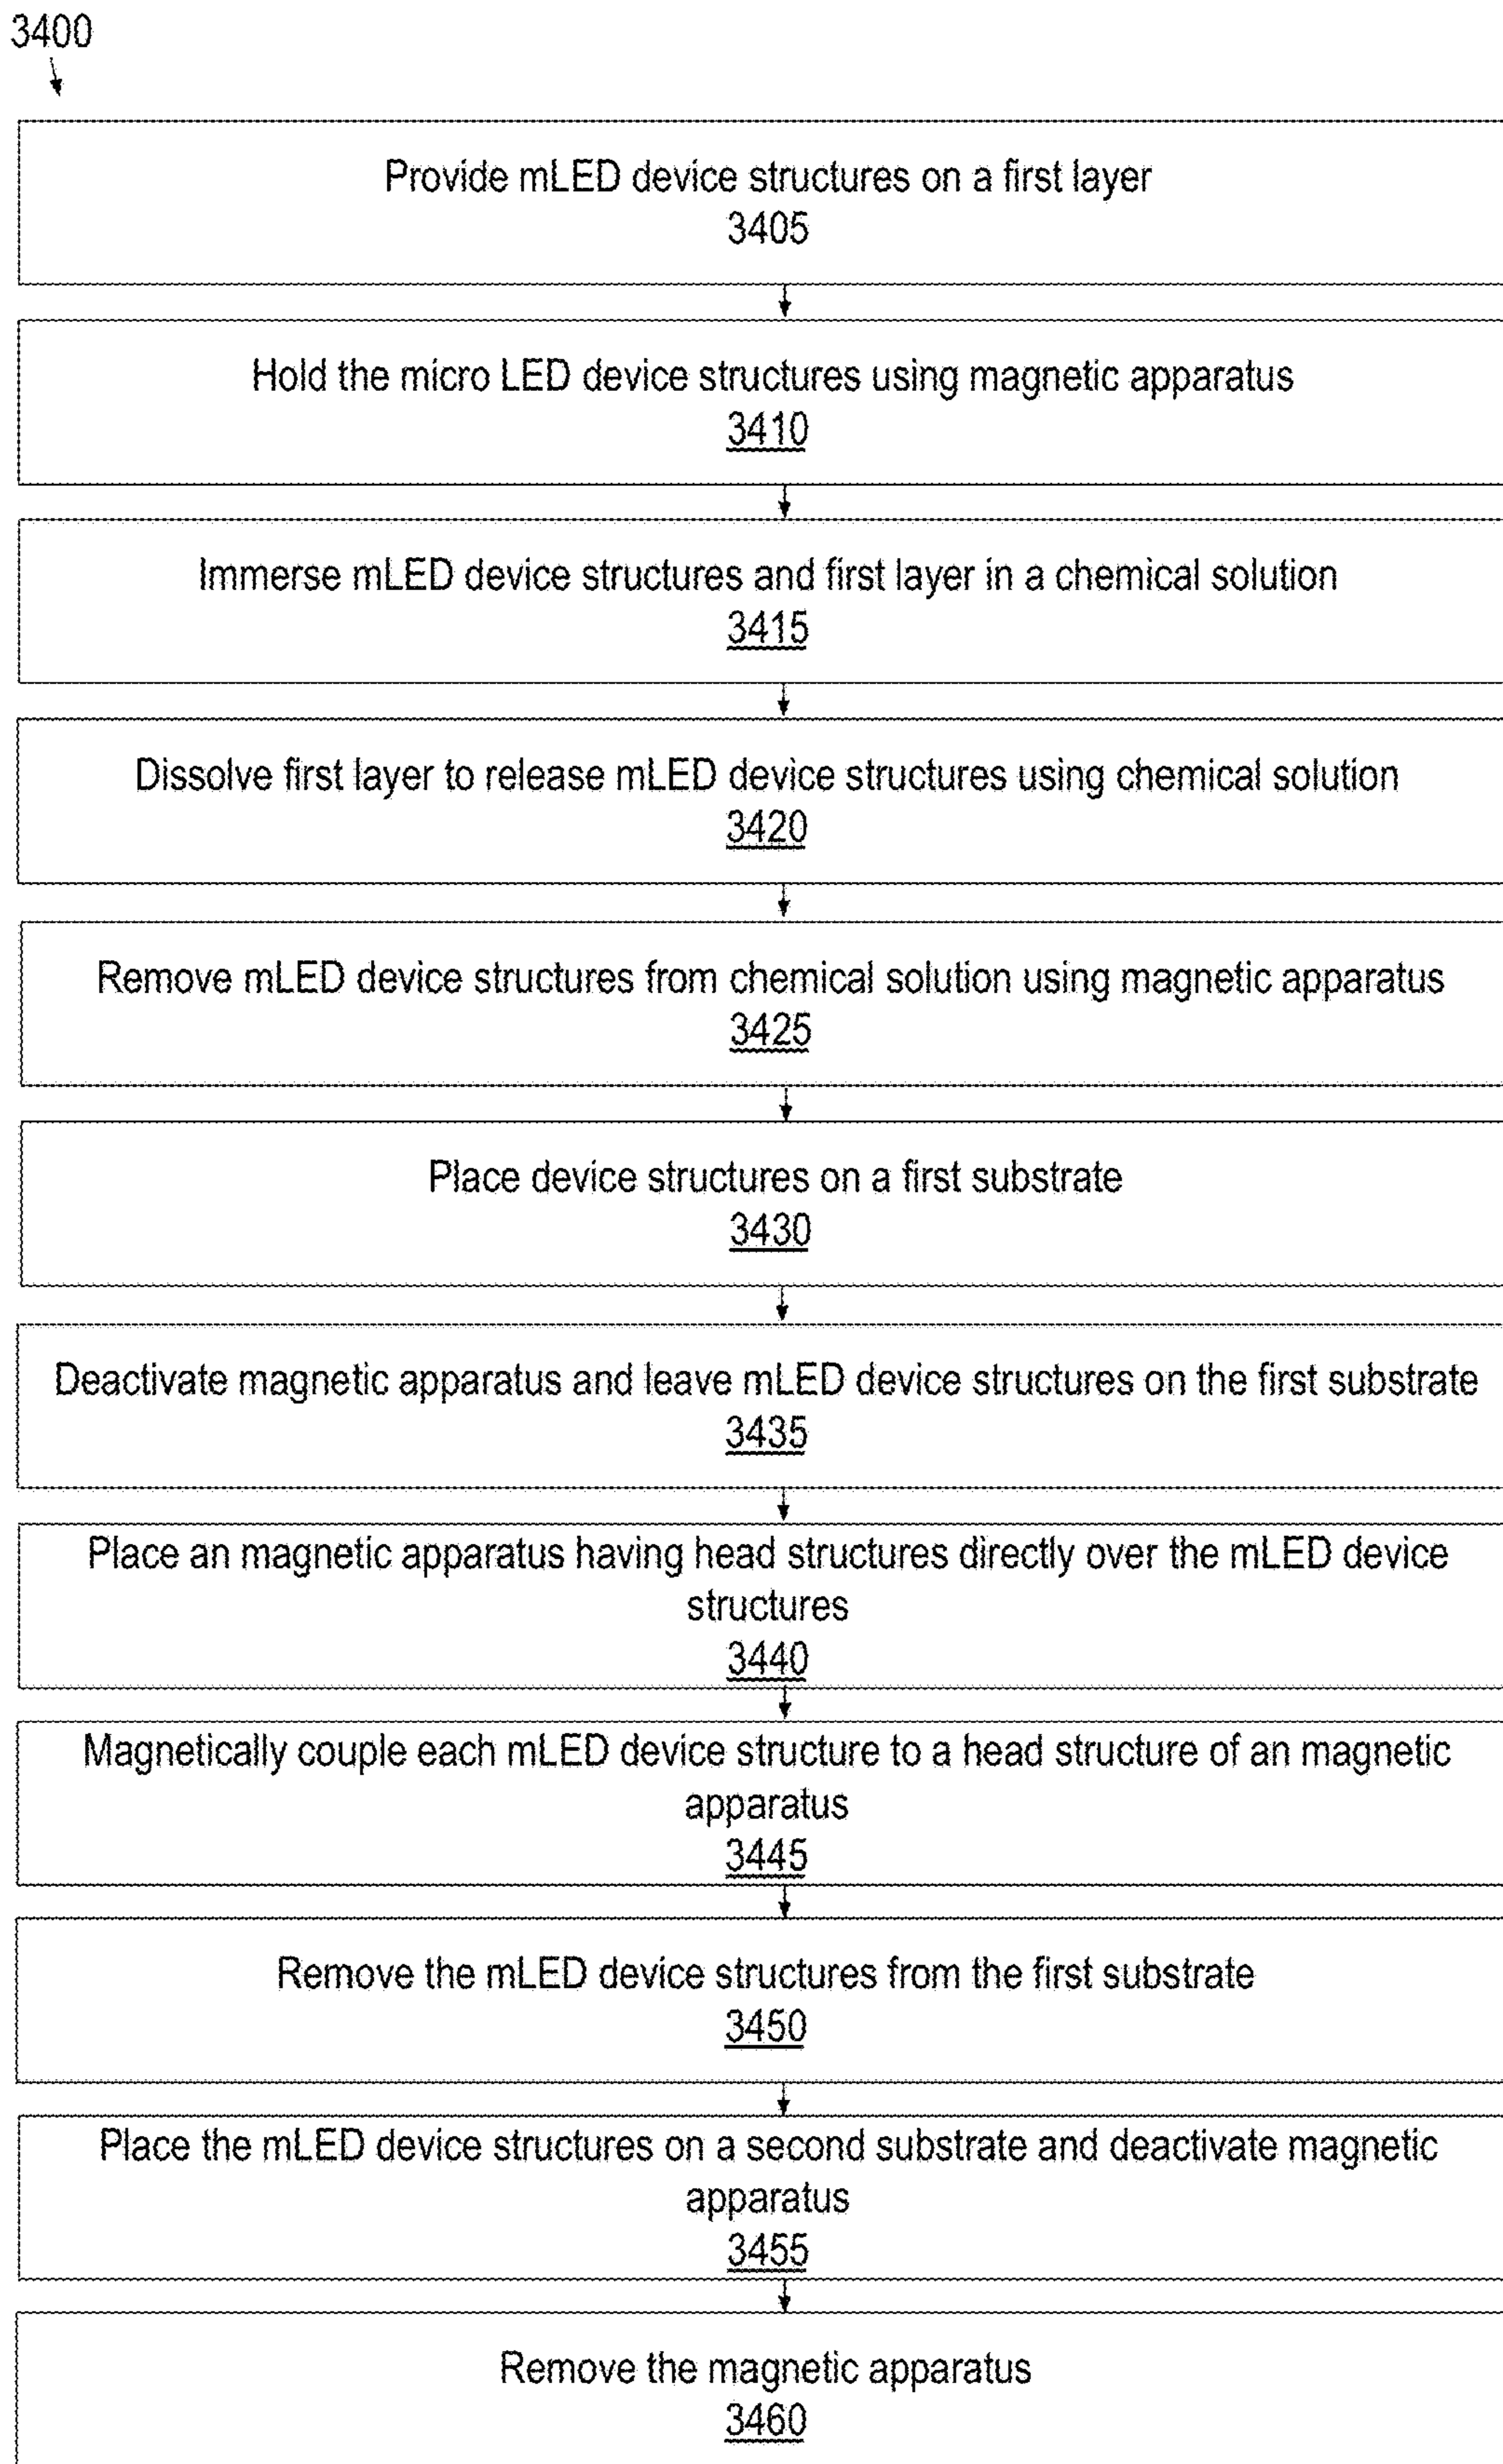 3400
Provide mLED device structures on a first layer
3405
Hold the micro LED device structures using magnetic apparatus
3410
Immerse mLED device structures and first layer in a chemical solution
3415
Dissolve first layer to release mLED device structures using chemical solution
3420
Remove mLED device structures from chemical solution using magnetic apparatus
3425
Place device structures on a first substrate
3430
Deactivate magnetic apparatus and leave mLED device structures on the first substrate
3435
Place an magnetic apparatus having head structures directly over the mLED device
structures
3440
Magnetically couple each mLED device structure to a head structure of an magnetic
apparatus
3445
Remove the mLED device structures from the first substrate
3450
Place the mLED device structures on a second substrate and deactivate magnetic
apparatus
3455
Remove the magnetic apparatus
3460